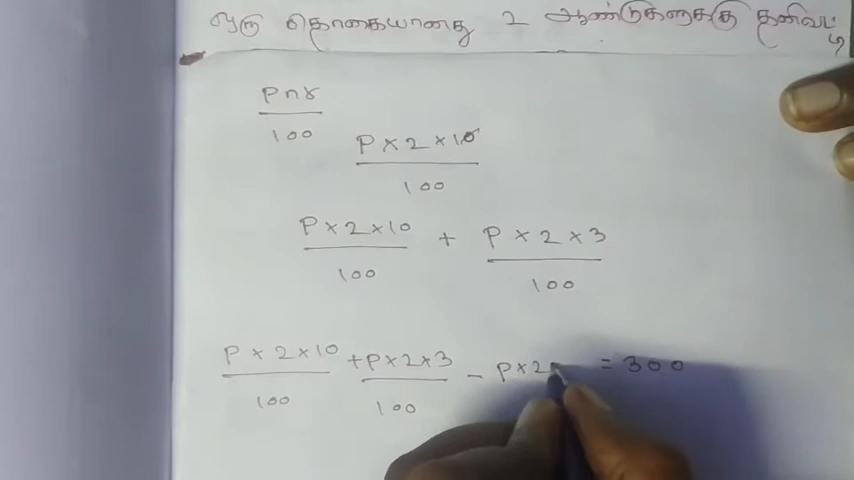 ஒரு தொகையானது 2 ஆண்டுகளுக்கு தனிவட்டி
pnr
100
P × 2 × 10
100
P × 2 × 10 + P × 2 × 3
100 100
P × 2 × 10 + P × 2 × 3 - P × 2 = 300
100 100